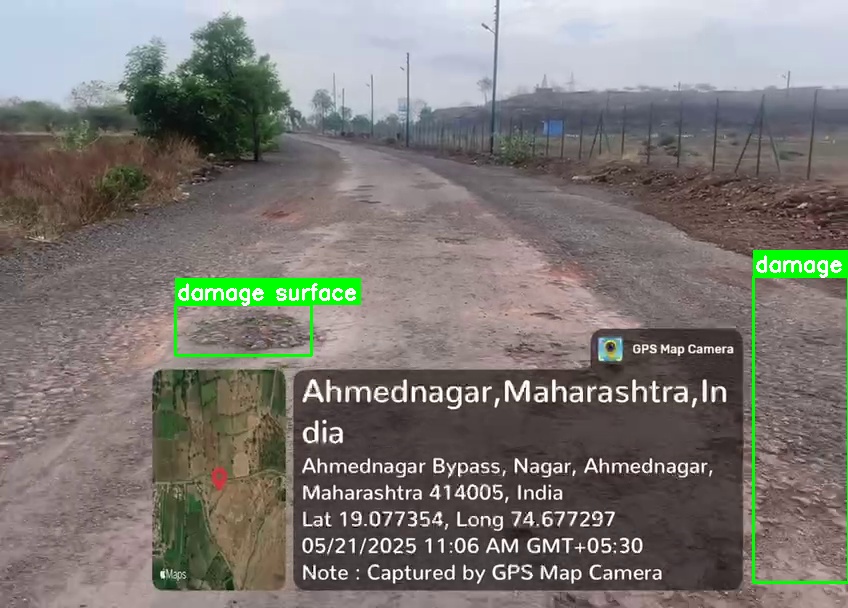 damage surface
damage
GPS Map Camera
Ahmednagar,Maharashtra,In
dia
Ahmednagar Bypass, Nagar, Ahmednagar,
Maharashtra 414005, India
Lat 19.077354, Long 74.677297
05/21/2025 11:06 AM GMT+05:30
Note : Captured by GPS Map Camera
Maps